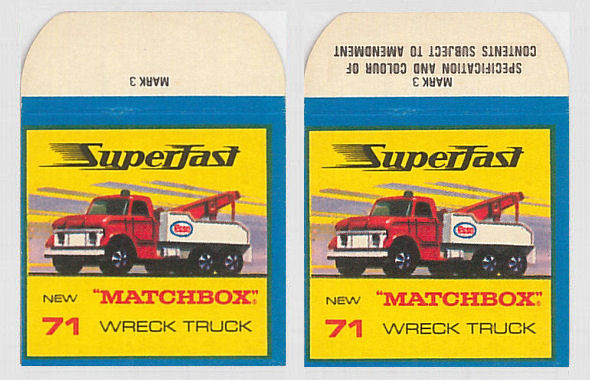 MARK 3
Superfast
Esso
NEW "MATCHBOX"®
71 WRECK TRUCK
SPECIFICATION AND COLOUR OF
CONTENTS SUBJECT TO AMENDMENT
MARK 3
Superfast
Esso
NEW "MATCHBOX"®
71 WRECK TRUCK